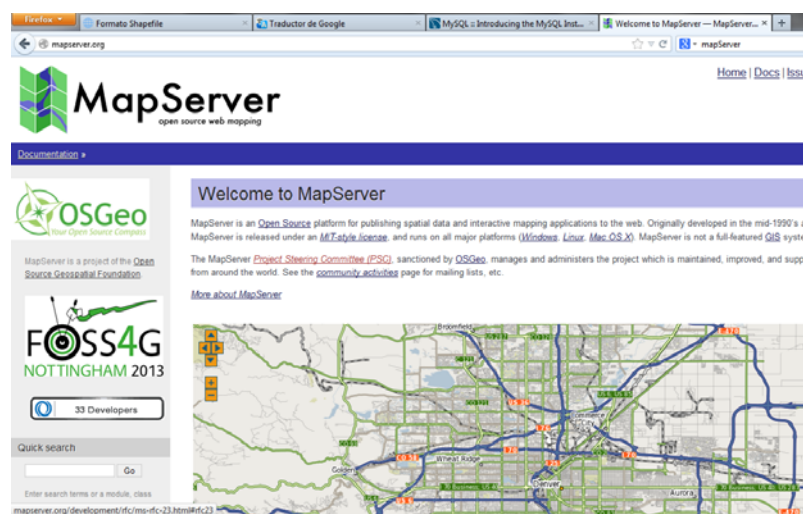 Firefox
Formato Shapefile
Traductor de Google
MySQL :: Introducing the MySQL Inst...
Welcome to MapServer — MapServer...
mapserver.org
mapServer
MapServer
open source web mapping
Home | Docs | Issu
Documentation »
OSGeo
Your Open Source Compass
MapServer is a project of the Open
Source Geospatial Foundation.
FOSS4G
NOTTINGHAM 2013
33 Developers
Quick search
Go
Enter search terms or a module, class
Welcome to MapServer
MapServer is an Open Source platform for publishing spatial data and interactive mapping applications to the web. Originally developed in the mid-1990's a
MapServer is released under an MIT-style license, and runs on all major platforms (Windows, Linux, Mac OS X). MapServer is not a full-featured GIS syste
The MapServer Project Steering Committee (PSC), sanctioned by OSGeo, manages and administers the project which is maintained, improved, and supp
from around the world. See the community activities page for mailing lists, etc.
More about MapServer
Broomfield
Commerce
Wheat Ridge
Golden
Denver
Aurora
mapserver.org/development/rfc/ms-rfc-23.html#rfc23